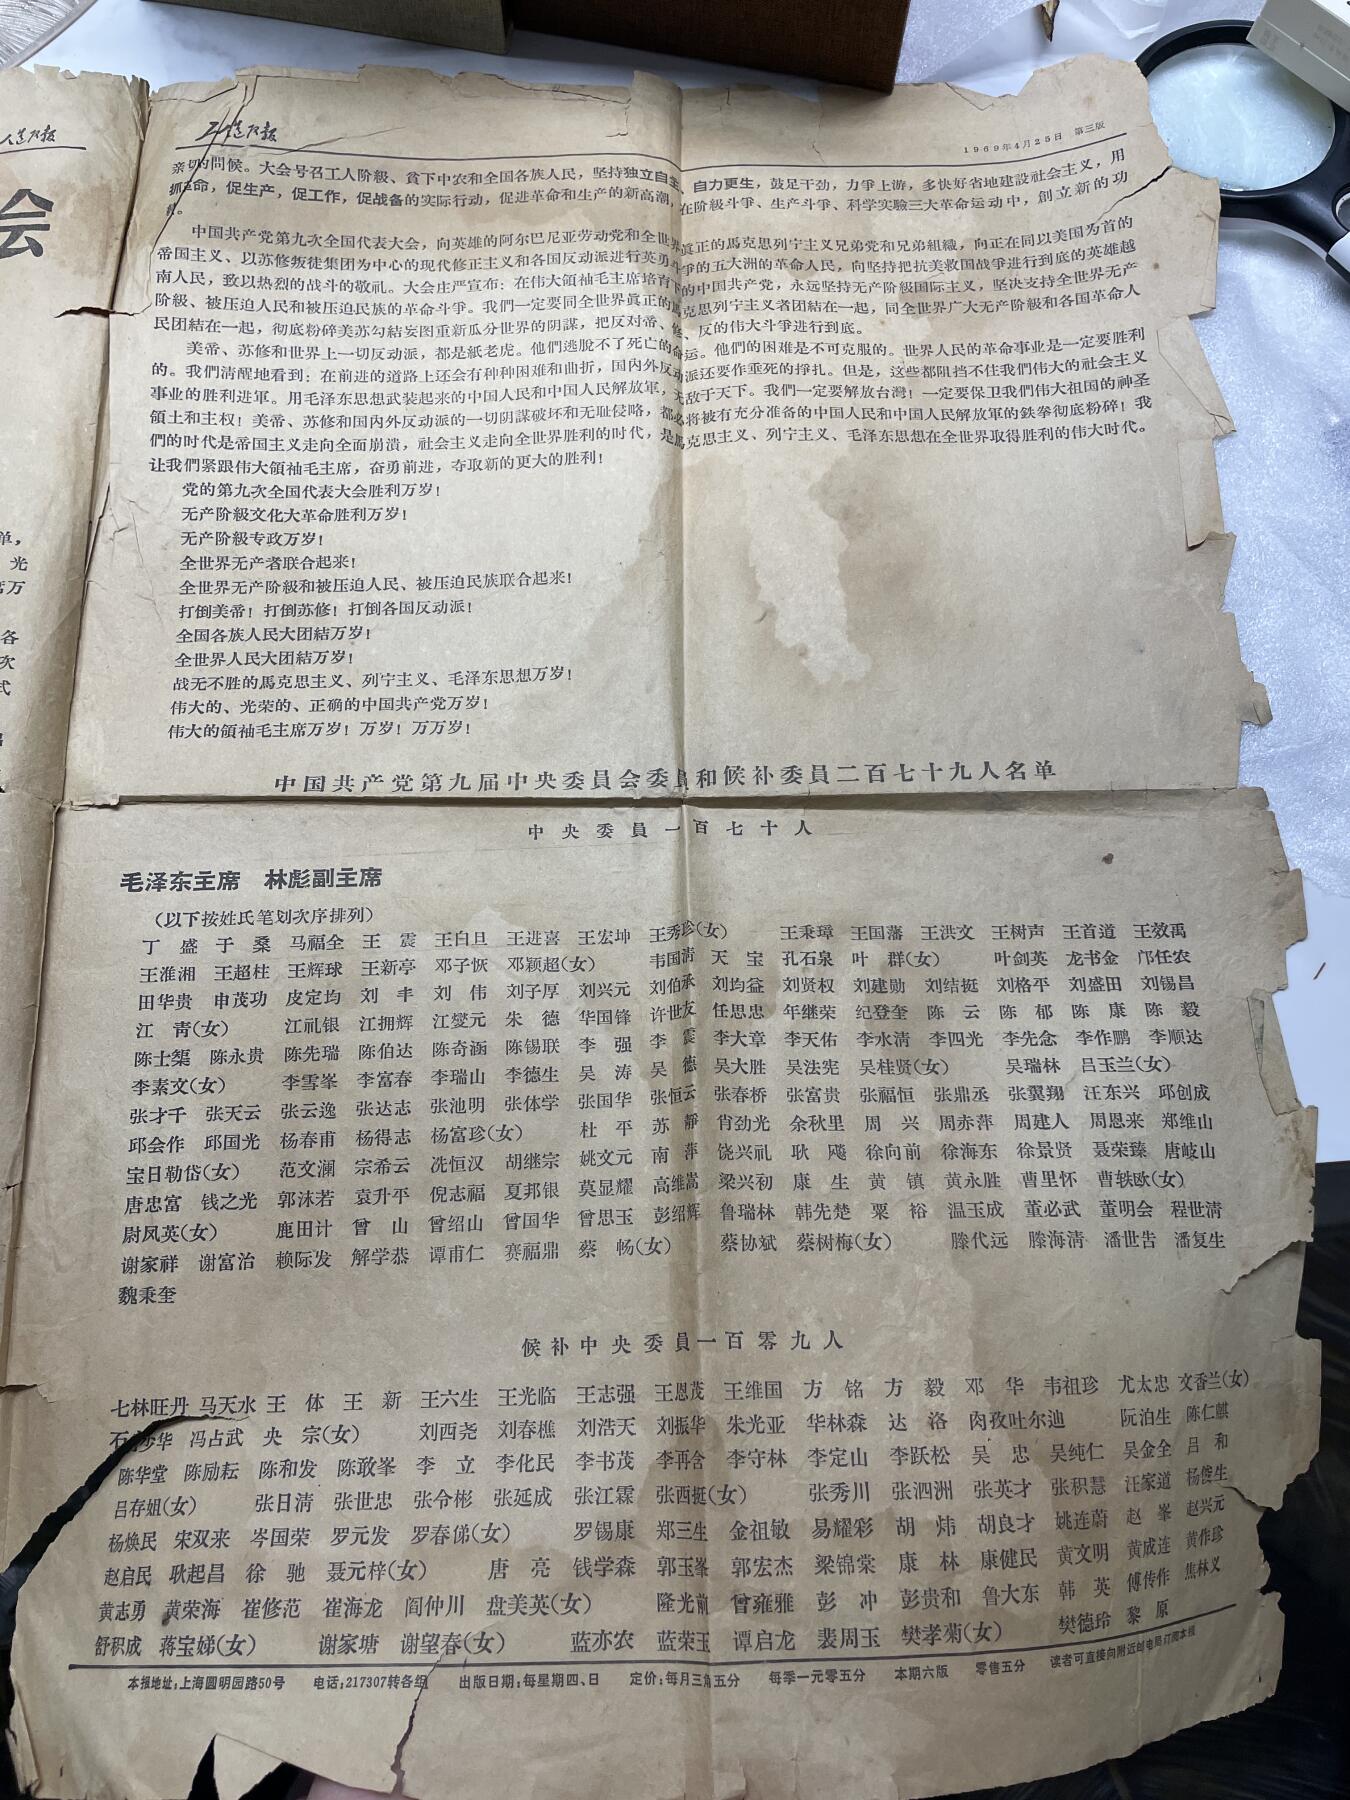 人造反报
会
工人造反报
1969年4月25日 第三版
亲切的問候。大会号召工人阶級、貧下中农和全国各族人民，坚持独立自主、自力更生，鼓足干劲，力爭上游，多快好省地建設社会主义，用
抓革命，促生产，促工作，促战备的实际行动，促进革命和生产的新高潮，在阶級斗爭、生产斗爭、科学实驗三大革命运动中，創立新的功
中国共产党第九次全国代表大会，向英雄的阿尔巴尼亚劳动党和全世界眞正的馬克思列宁主义兄弟党和兄弟組織，向正在同以美国为首的
帝国主义、以苏修叛徒集团为中心的现代修正主义和各国反动派进行英勇斗爭的五大洲的革命人民，向坚持把抗美救国战爭进行到底的英雄越
南人民，致以热烈的战斗的敬礼。大会庄严宣布：在伟大領袖毛主席培育下的中国共产党，永远坚持无产阶級国际主义，坚决支持全世界无产
阶級、被压迫人民和被压迫民族的革命斗爭。我們一定要同全世界眞正的馬克思列宁主义者团結在一起，同全世界广大无产阶級和各国革命人
民团結在一起，彻底粉碎美苏勾結妄图重新瓜分世界的阴謀，把反对帝、修、反的伟大斗爭进行到底。
美帝、苏修和世界上一切反动派，都是紙老虎。他們逃脫不了死亡的命运。他們的困难是不可克服的。世界人民的革命事业是一定要胜利
的。我們清醒地看到：在前进的道路上还会有种种困难和曲折，国内外反动派还要作垂死的掙扎。但是，这些都阻挡不住我們伟大的社会主义
事业的胜利进軍。用毛泽东思想武装起来的中国人民和中国人民解放軍，无敌于天下。我們一定要解放台灣！一定要保卫我們伟大祖国的神圣
領土和主权！美帝、苏修和国内外反动派的一切阴謀破坏和无耻侵略，都必将被有充分准备的中国人民和中国人民解放軍的鉄拳彻底粉碎！我
們的时代是帝国主义走向全面崩潰，社会主义走向全世界胜利的时代，是馬克思主义、列宁主义、毛泽东思想在全世界取得胜利的伟大时代。
让我們紧跟伟大領袖毛主席，奋勇前进，夺取新的更大的胜利！
党的第九次全国代表大会胜利万岁！
无产阶級文化大革命胜利万岁！
无产阶級专政万岁！
全世界无产者联合起来！
全世界无产阶級和被压迫人民、被压迫民族联合起来！
打倒美帝！打倒苏修！打倒各国反动派！
全国各族人民大团結万岁！
全世界人民大团結万岁！
战无不胜的馬克思主义、列宁主义、毛泽东思想万岁！
伟大的、光荣的、正确的中国共产党万岁！
伟大的領袖毛主席万岁！万岁！万万岁！
中国共产党第九届中央委員会委員和候补委員二百七十九人名单
中央委員一百七十人
毛泽东主席 林彪副主席
（以下按姓氏笔划次序排列）
丁盛 于桑 马福全 王震 王白旦 王进喜 王宏坤 王秀珍（女） 王秉璋 王国藩 王洪文 王树声 王首道 王效禹
王淮湘 王超柱 王辉球 王新亭 邓子恢 邓颖超（女） 韦国清 天宝 孔石泉 叶群（女） 叶剑英 龙书金 邝任农
田华贵 申茂功 皮定均 刘丰 刘伟 刘子厚 刘兴元 刘伯承 刘均益 刘贤权 刘建勋 刘结挺 刘格平 刘盛田 刘锡昌
江青（女） 江礼银 江拥辉 江燮元 朱德 华国锋 许世友 任思忠 年继荣 纪登奎 陈云 陈郁 陈康 陈毅
陈士榘 陈永贵 陈先瑞 陈伯达 陈奇涵 陈锡联 李强 李震 李大章 李天佑 李水清 李四光 李先念 李作鹏 李顺达
李素文（女） 李雪峯 李富春 李瑞山 李德生 吴涛 吴德 吴大胜 吴法宪 吴桂贤（女） 吴瑞林 吕玉兰（女）
张才千 张天云 张云逸 张达志 张池明 张体学 张国华 张恒云 张春桥 张富贵 张福恒 张鼎丞 张翼翔 汪东兴 邱创成
邱会作 邱国光 杨春甫 杨得志 杨富珍（女） 杜平 苏静 肖劲光 余秋里 周兴 周赤萍 周建人 周恩来 郑维山
宝日勒岱（女） 范文澜 宗希云 冼恒汉 胡继宗 姚文元 南萍 饶兴礼 耿飚 徐向前 徐海东 徐景贤 聂荣臻 唐岐山
唐忠富 钱之光 郭沫若 袁升平 倪志福 夏邦银 莫显耀 高维嵩 梁兴初 康生 黄镇 黄永胜 曹里怀 曹轶欧（女）
尉凤英（女） 鹿田计 曾山 曾绍山 曾国华 曾思玉 彭绍辉 鲁瑞林 韩先楚 粟裕 温玉成 董必武 董明会 程世清
谢家祥 谢富治 赖际发 解学恭 谭甫仁 赛福鼎 蔡畅（女） 蔡协斌 蔡树梅（女） 滕代远 滕海清 潘世告 潘复生
魏秉奎
候补中央委員一百零九人
七林旺丹 马天水 王体 王新 王六生 王光临 王志强 王恩茂 王维国 方铭 方毅 邓华 韦祖珍 尤太忠 文香兰（女）
石莎华 冯占武 央宗（女） 刘西尧 刘春樵 刘浩天 刘振华 朱光亚 华林森 达洛 肉孜吐尔迪 阮泊生 陈仁麒
陈华堂 陈励耘 陈和发 陈敢峯 李立 李化民 李书茂 李再含 李守林 李定山 李跃松 吴忠 吴纯仁 吴金全 吕和
吕存姐（女） 张日清 张世忠 张令彬 张延成 张江霖 张西挺（女） 张秀川 张泗洲 张英才 张积慧 汪家道 杨俊生
杨焕民 宋双来 岑国荣 罗元发 罗春俤（女） 罗锡康 郑三生 金祖敏 易耀彩 胡炜 胡良才 姚连蔚 赵峯 赵兴元
赵启民 耿起昌 徐驰 聂元梓（女） 唐亮 钱学森 郭玉峯 郭宏杰 梁锦棠 康林 康健民 黄文明 黄成连 黄作珍
黄志勇 黄荣海 崔修范 崔海龙 阎仲川 盘美英（女） 隆光前 曾雍雅 彭冲 彭贵和 鲁大东 韩英 傅传作 焦林义
舒积成 蒋宝娣（女） 谢家塘 谢望春（女） 蓝亦农 蓝荣玉 谭启龙 裴周玉 樊孝菊（女） 樊德玲 黎原
本报地址：上海圆明园路50号 电话：217307转各组 出版日期：每星期四、日 定价：每月三角五分 每季一元零五分 本期六版 零售五分 读者可直接向附近邮电局订阅本报